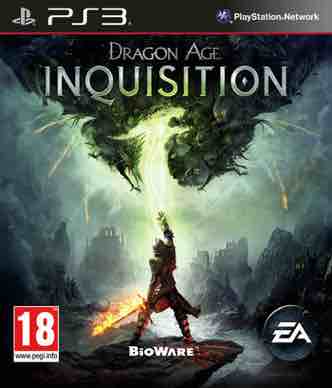 PS3
PlayStation Network
DRAGON AGE
INQUISITION
18
www.pegi.info
BIOWARE
EA